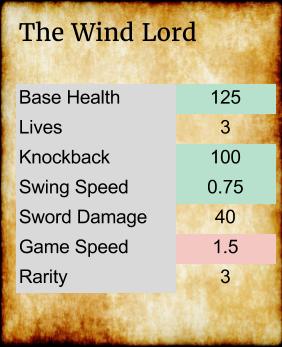 The Wind Lord
Base Health 125
Lives 3
Knockback 100
Swing Speed 0.75
Sword Damage 40
Game Speed 1.5
Rarity 3